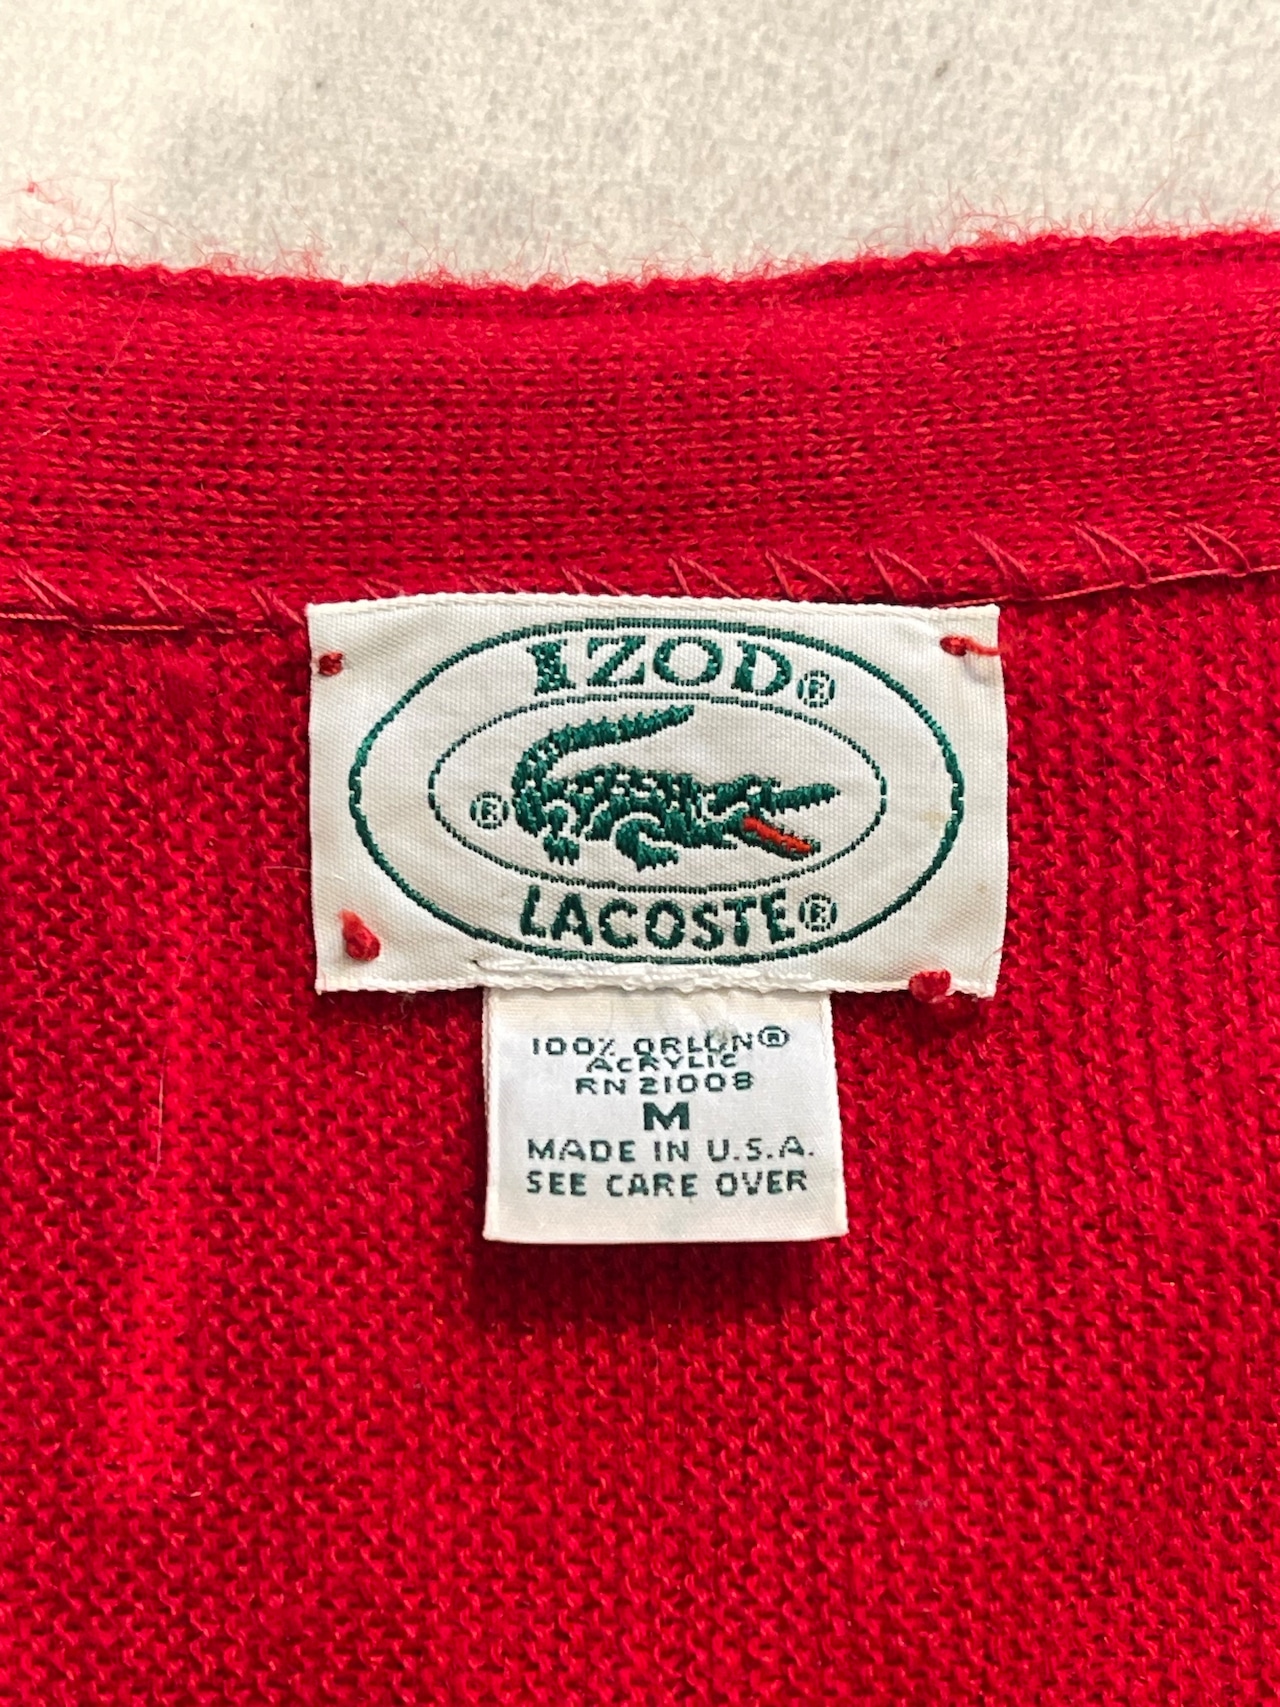 IZOD®
®
LACOSTE®
100% ORLON®
ACRYLIC
RN 21008
M
MADE IN U.S.A.
SEE CARE OVER